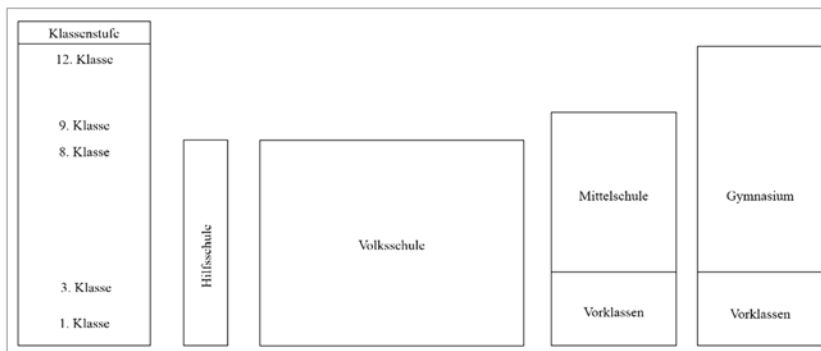 Klassenstufe
12. Klasse
9. Klasse
8. Klasse
3. Klasse
1. Klasse
Hilfsschule
Volksschule
Mittelschule
Vorklassen
Gymnasium
Vorklassen